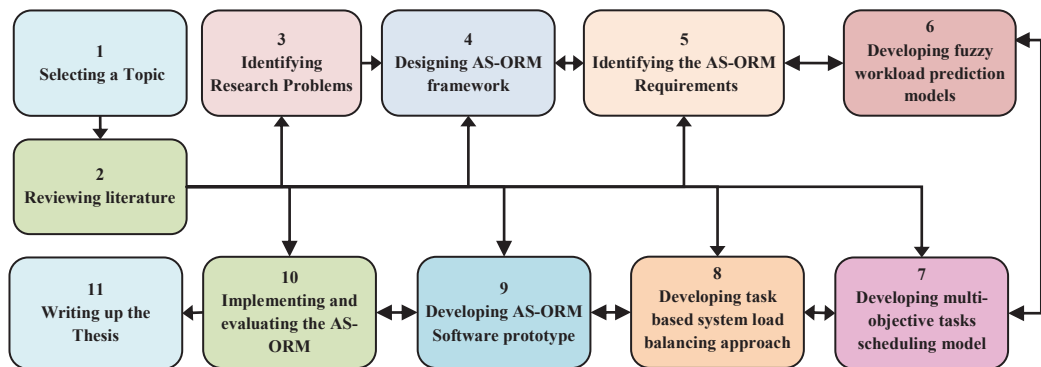 1
Selecting a Topic
3
Identifying
Research Problems
4
Designing AS-ORM
framework
5
Identifying the AS-ORM
Requirements
6
Developing fuzzy
workload prediction
models
2
Reviewing literature
11
Writing up the
Thesis
10
Implementing and
evaluating the AS-
ORM
9
Developing AS-ORM
Software prototype
8
Developing task
based system load
balancing approach
7
Developing multi-
objective tasks
scheduling model